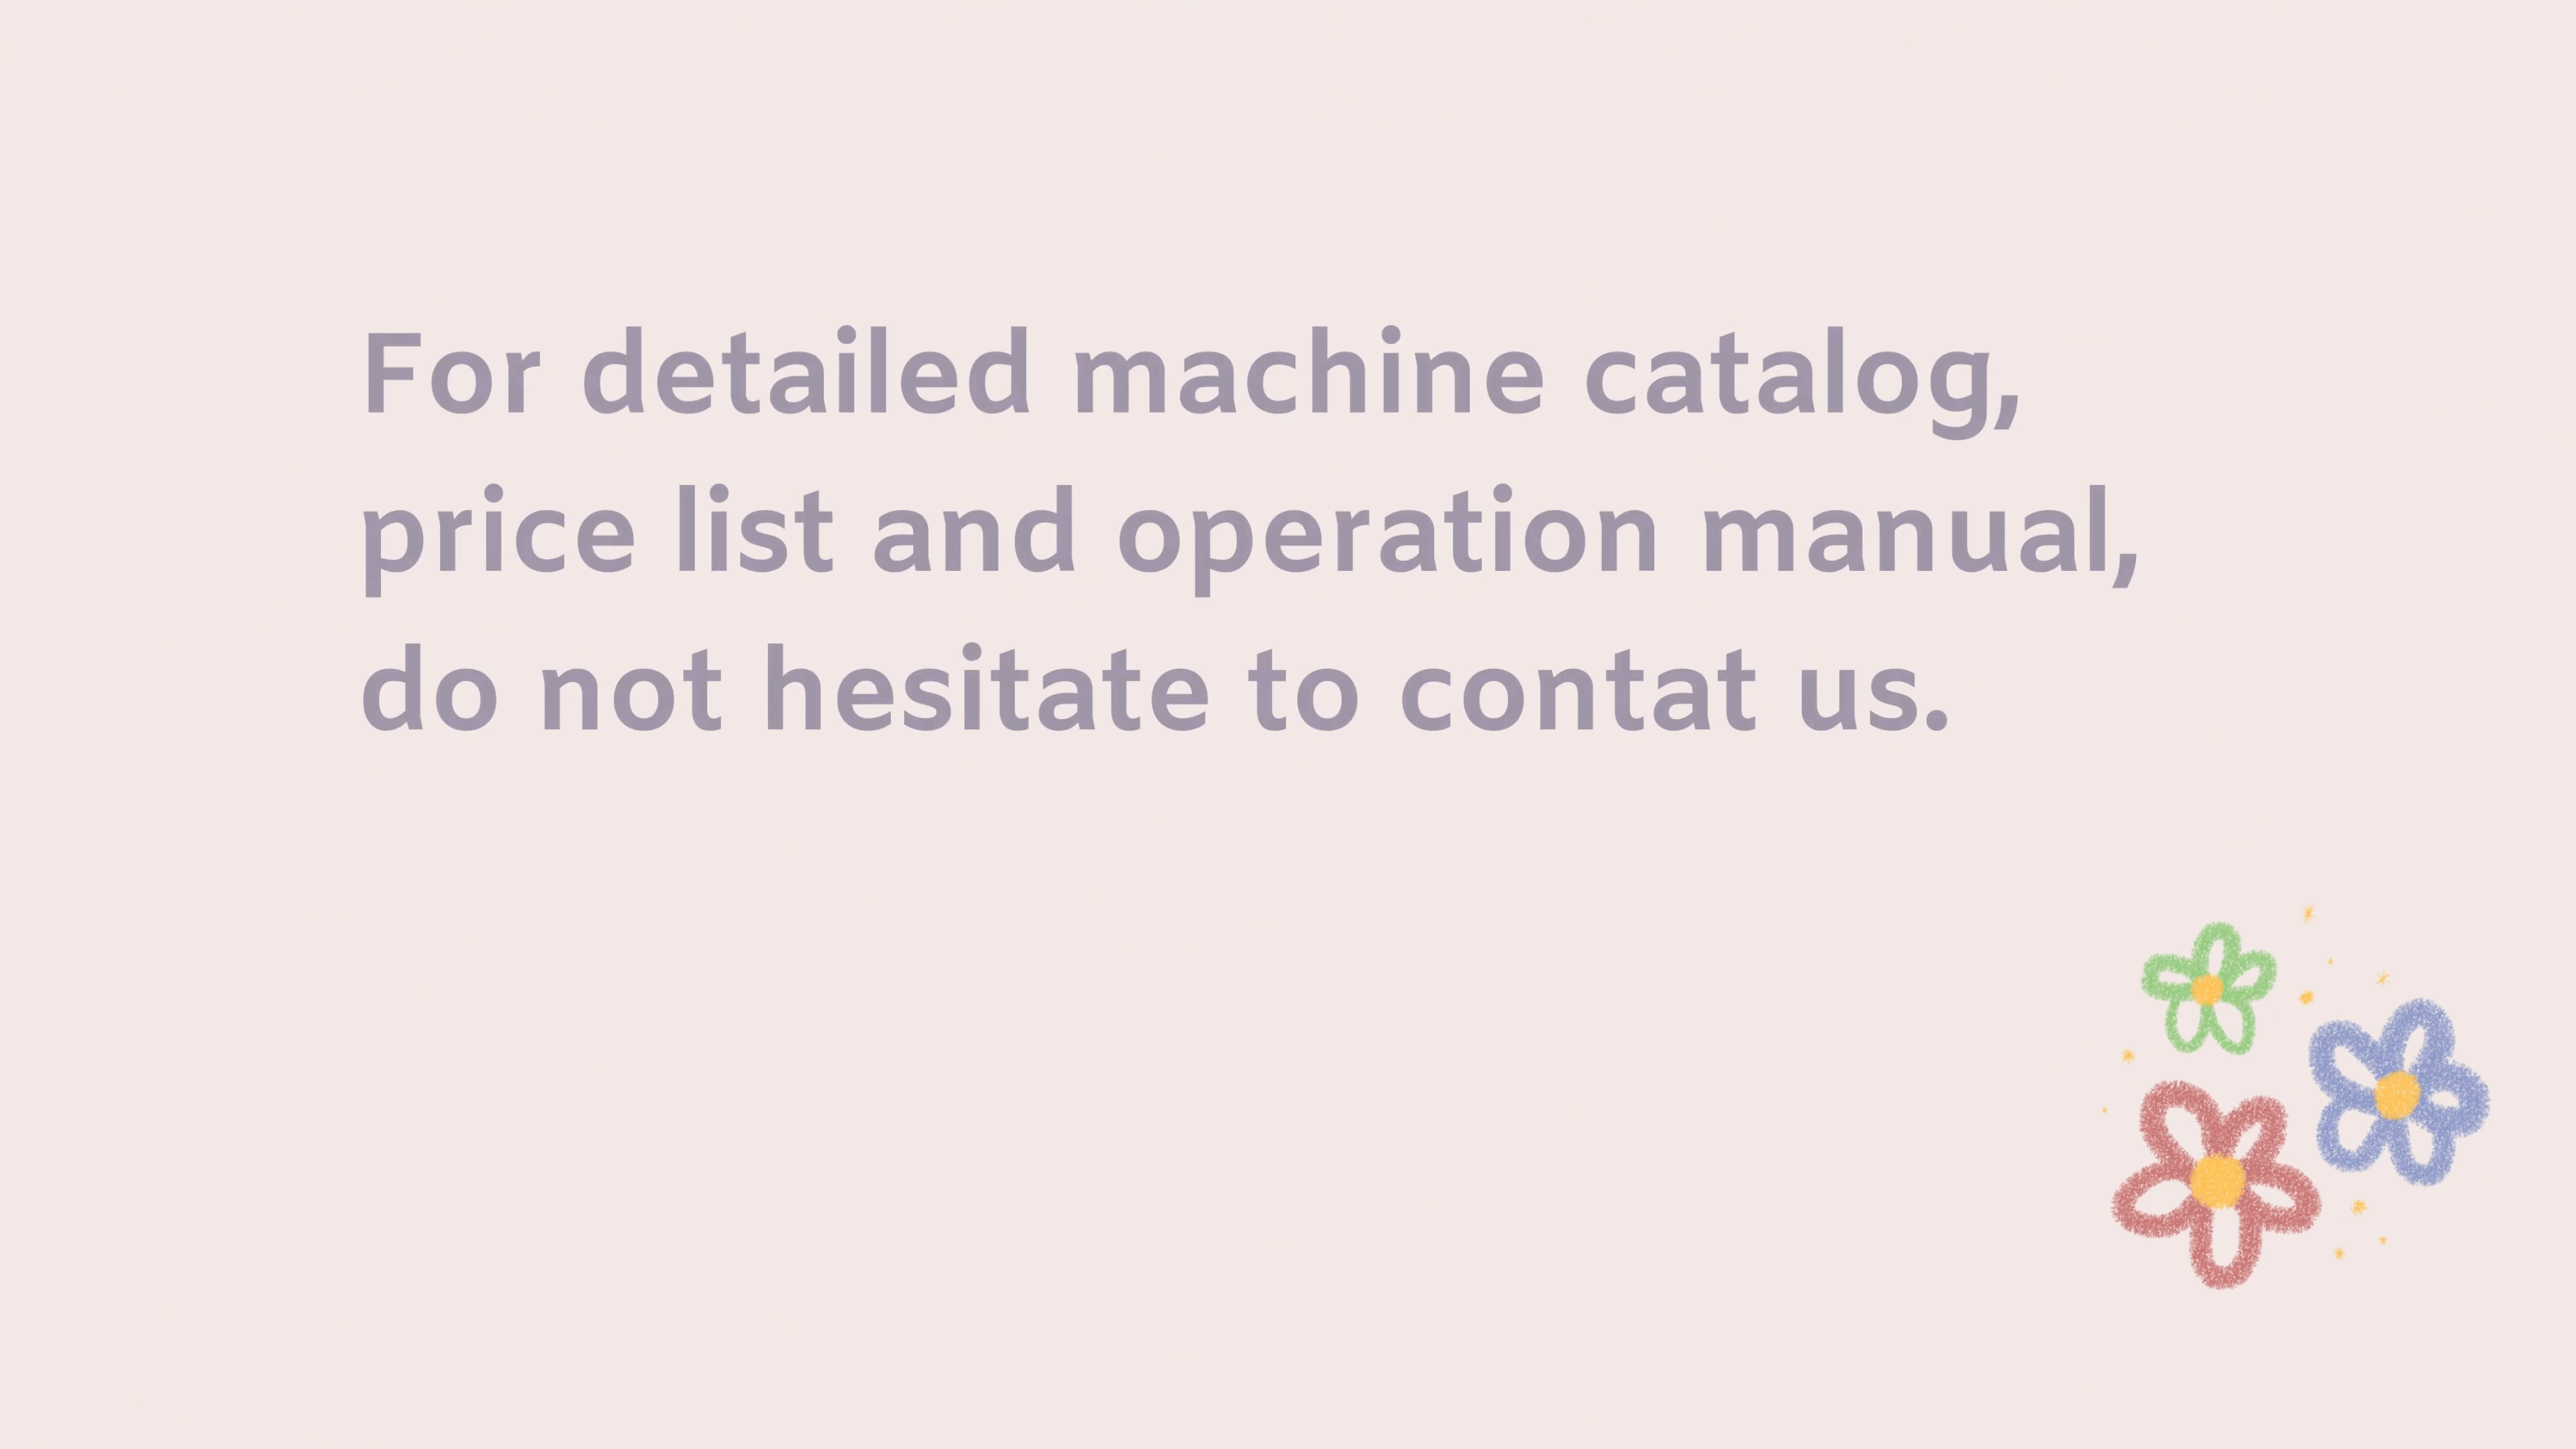 For detailed machine catalog,
price list and operation manual,
do not hesitate to contat us.